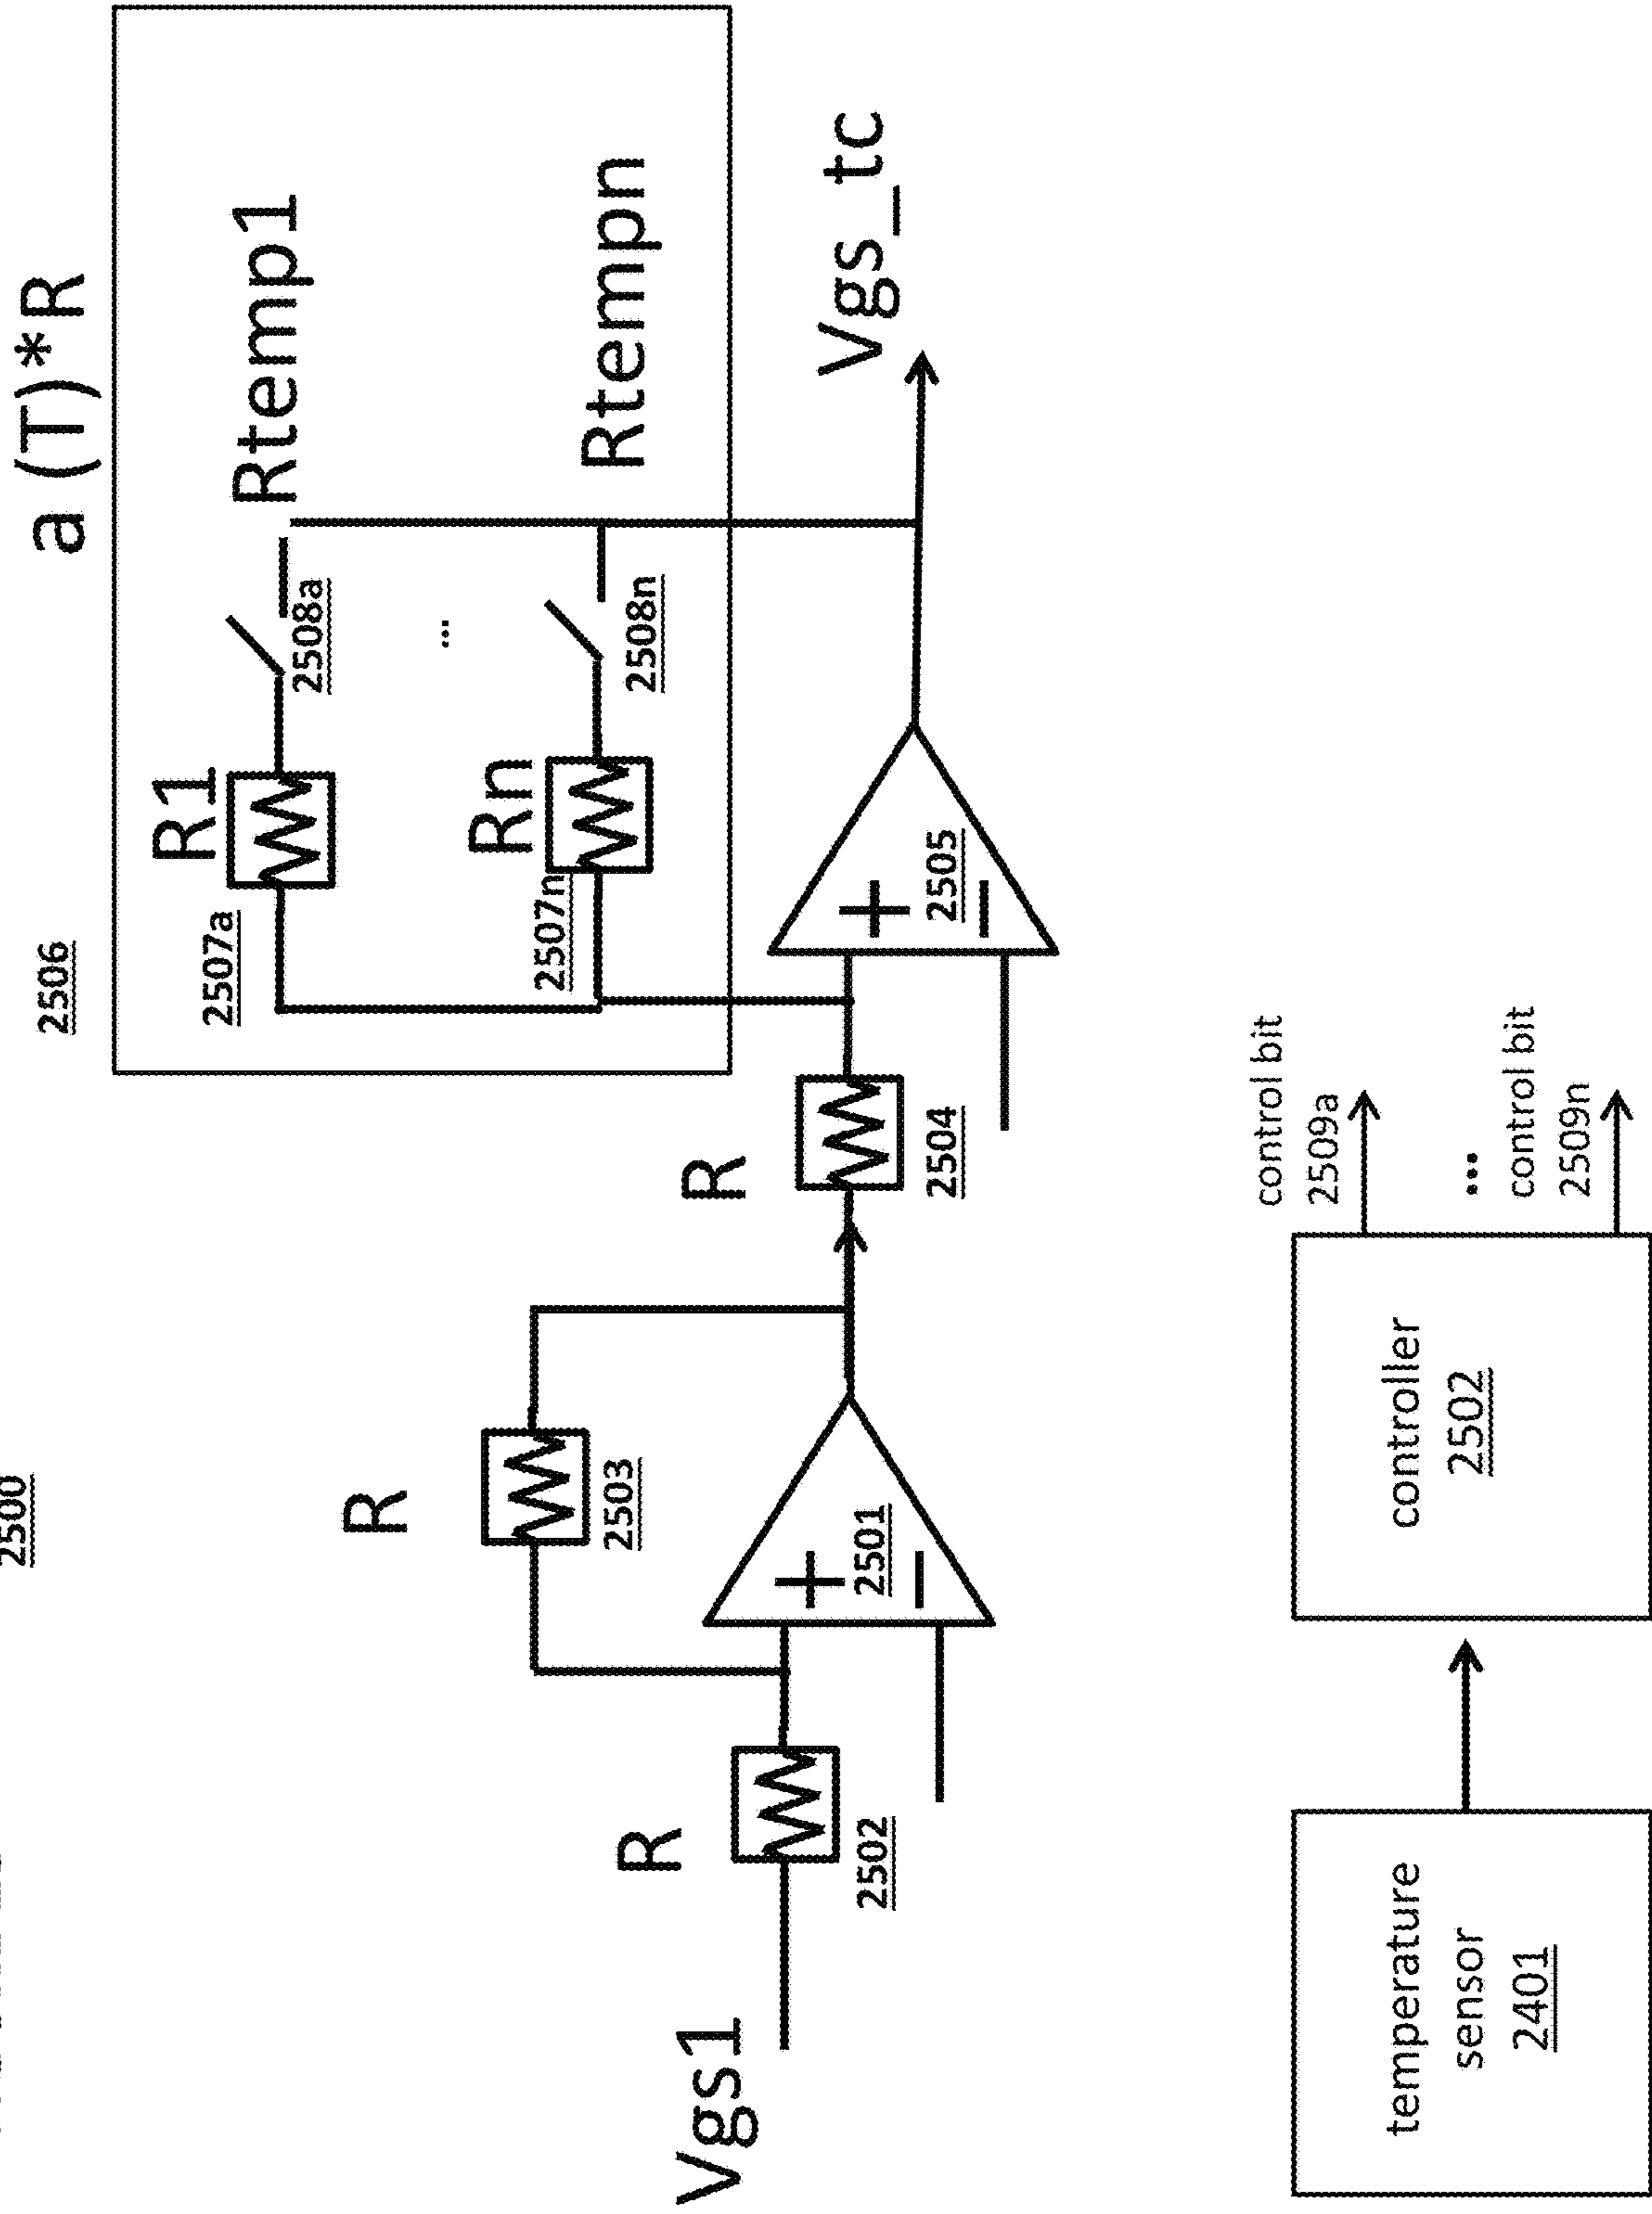 2500
2506
a (T)*R
R1
Rtemp1
2507a
2508a
...
Rn
Rtempn
2507n
2508n
R
2503
R
R
Vgs1
+
2501
−
2502
2504
+
2505
−
Vgs_tc
temperature
sensor
2401
controller
2502
control bit
2509a
...
control bit
2509n